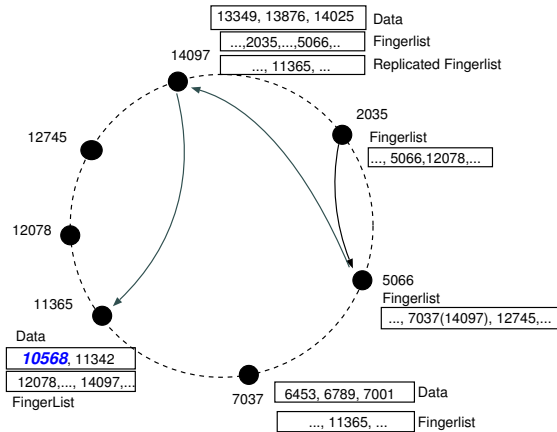 13349, 13876, 14025 Data
14097 ...,2035,...,5066,.. Fingerlist
..., 11365, ... Replicated Fingerlist
2035
12745
Fingerlist
..., 5066,12078,...
12078
5066
11365 Fingerlist
..., 7037(14097), 12745,...
Data
10568, 11342
12078,..., 14097,...
FingerList
7037 6453, 6789, 7001 Data
..., 11365, ... Fingerlist